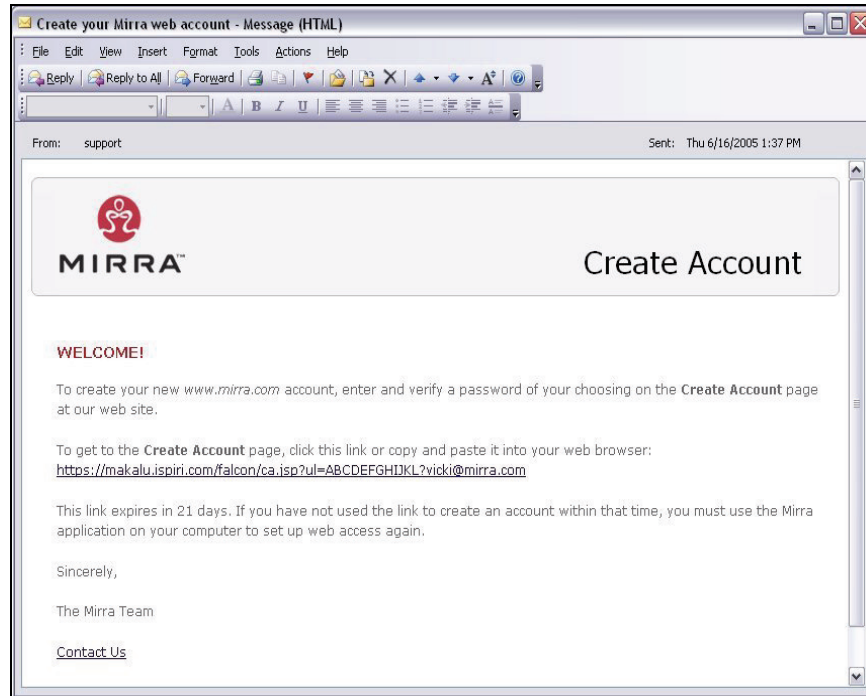 Create your Mirra web account - Message (HTML)
File Edit View Insert Format Tools Actions Help
Reply Reply to All Forward
From: support Sent: Thu 6/16/2005 1:37 PM
MIRRA™
Create Account
WELCOME!
To create your new www.mirra.com account, enter and verify a password of your choosing on the Create Account page
at our web site.
To get to the Create Account page, click this link or copy and paste it into your web browser:
https://makalu.ispiri.com/falcon/ca.jsp?ul=ABCDEFGHIJKL?vicki@mirra.com
This link expires in 21 days. If you have not used the link to create an account within that time, you must use the Mirra
application on your computer to set up web access again.
Sincerely,
The Mirra Team
Contact Us